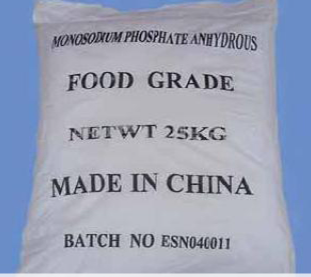 MONOSODIUM PHOSPHATE ANHYDROUS
FOOD GRADE
NETWT 25KG
MADE IN CHINA
BATCH NO ESN040011